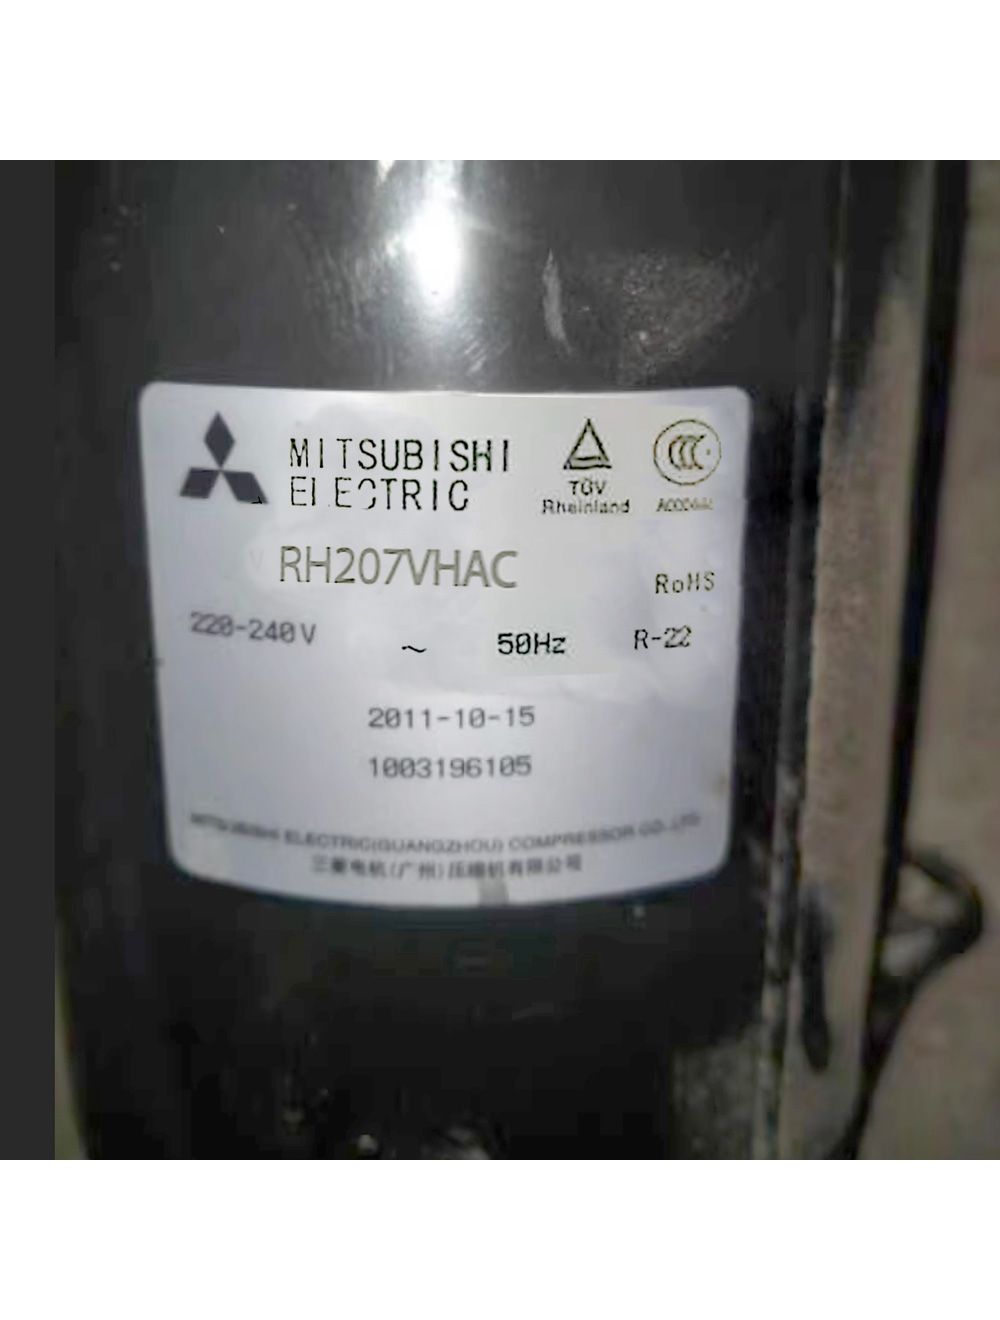 MITSUBISHI
ELECTRIC
TÜV
Rheinland
RH207VHAC
RoHS
220-240V ~ 50Hz R-22
2011-10-15
1003196105
MITSUBISHI ELECTRIC(GUANGZHOU) COMPRESSOR CO.,LTD.
三菱电机(广州)压缩机有限公司